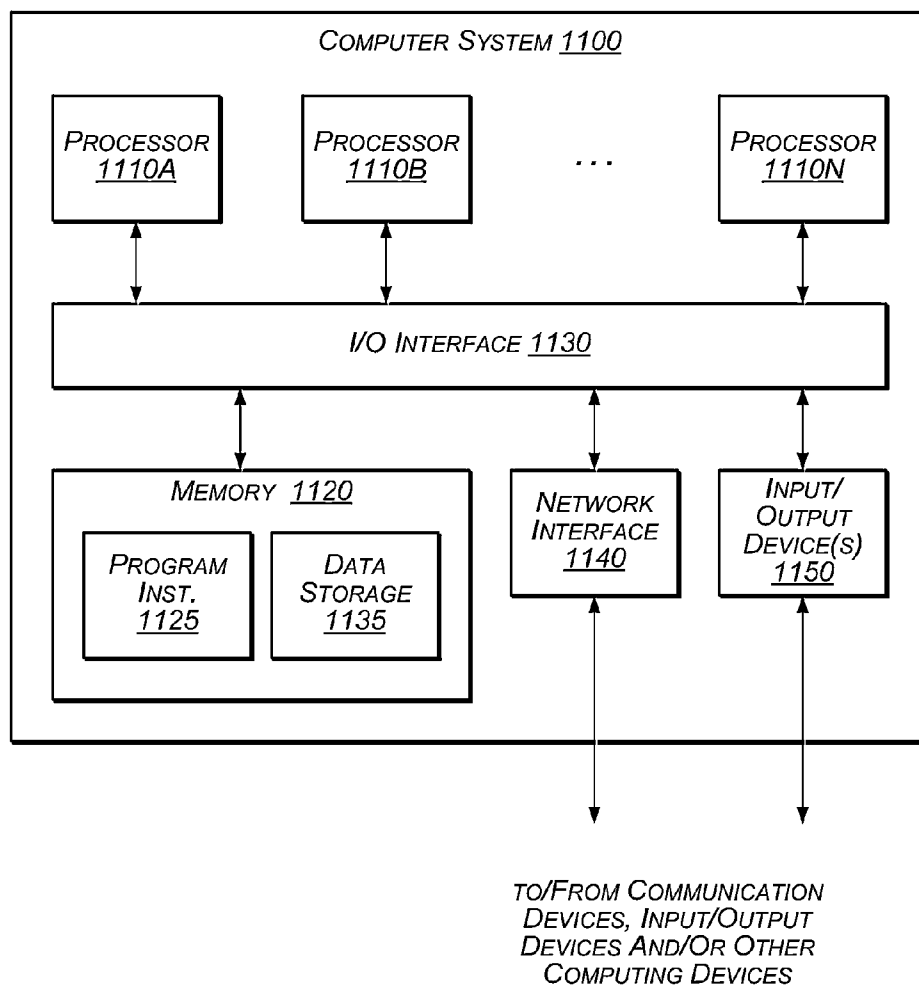 COMPUTER SYSTEM 1100
PROCESSOR
1110A
PROCESSOR
1110B
...
PROCESSOR
1110N
I/O INTERFACE 1130
MEMORY 1120
PROGRAM
INST.
1125
DATA
STORAGE
1135
NETWORK
INTERFACE
1140
INPUT/
OUTPUT
DEVICE(S)
1150
TO/FROM COMMUNICATION
DEVICES, INPUT/OUTPUT
DEVICES AND/OR OTHER
COMPUTING DEVICES